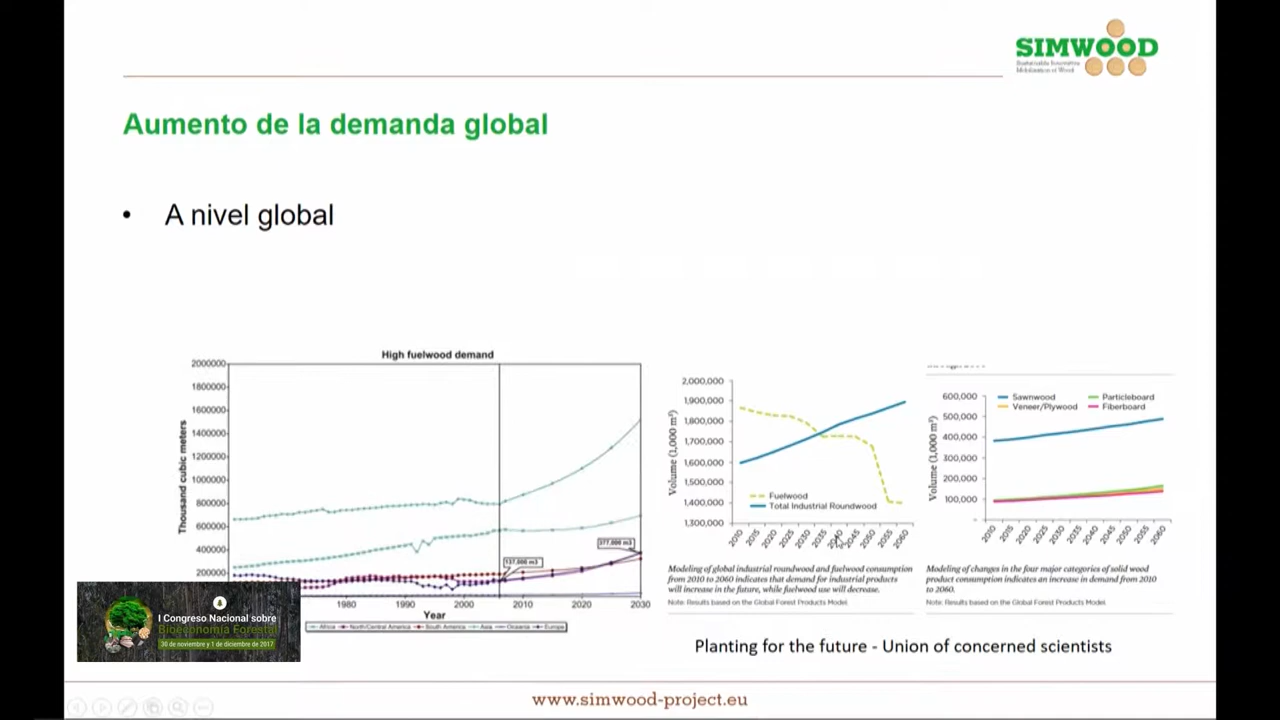 SIMWOOD
Sustainable Innovative
Mobilisation of Wood
Aumento de la demanda global
• A nivel global
High fuelwood demand
Thousand cubic meters
2000000
1800000
1600000
1400000
1200000
1000000
800000
600000
400000
200000
137,000 m3
377,000 m3
1980
1990
2000
2010
2020
2030
Year
Africa
North/Central America
South America
Asia
Oceania
Europe
Volume (1,000 m³)
2,000,000
1,900,000
1,800,000
1,700,000
1,600,000
1,500,000
1,400,000
1,300,000
Fuelwood
Total Industrial Roundwood
2010 2015 2020 2025 2030 2035 2040 2045 2050 2055 2060
Modeling of global industrial roundwood and fuelwood consumption
from 2010 to 2060 indicates that demand for industrial products
will increase in the future, while fuelwood use will decrease.
Note: Results based on the Global Forest Products Model.
Volume (1,000 m³)
600,000
500,000
400,000
300,000
200,000
100,000
-
Sawnwood
Particleboard
Veneer/Plywood
Fiberboard
2010 2015 2020 2025 2030 2035 2040 2045 2050 2055 2060
Modeling of changes in the four major categories of solid wood
product consumption indicates an increase in demand from 2010
to 2060.
Note: Results based on the Global Forest Products Model.
Planting for the future - Union of concerned scientists
I Congreso Nacional sobre
Bioeconomía Forestal
30 de noviembre y 1 de diciembre de 2017
www.simwood-project.eu